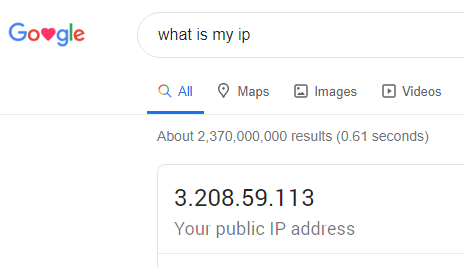 Google
what is my ip
All Maps Images Videos
About 2,370,000,000 results (0.61 seconds)
3.208.59.113
Your public IP address